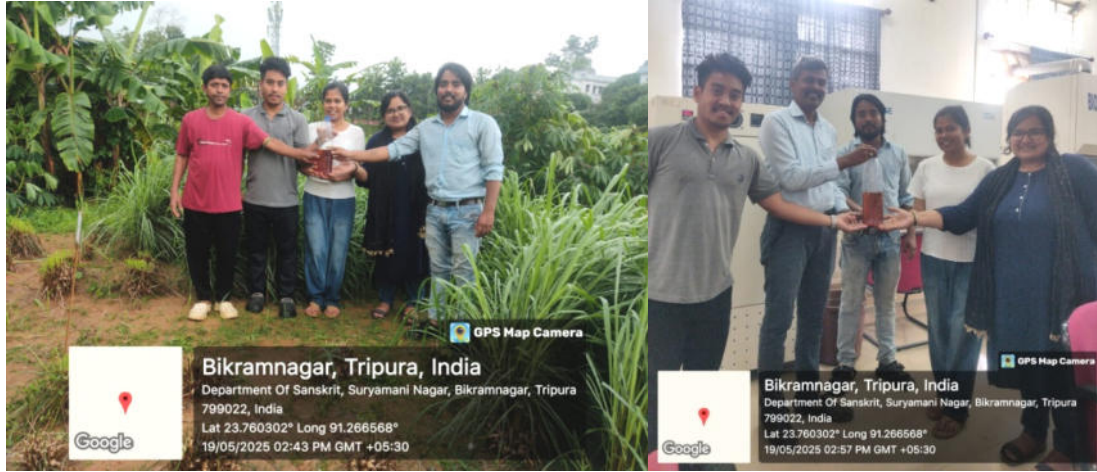 GPS Map Camera
Bikramnagar, Tripura, India
Department Of Sanskrit, Suryamani Nagar, Bikramnagar, Tripura
799022, India
Lat 23.760302° Long 91.266568°
19/05/2025 02:43 PM GMT +05:30
Google
GPS Map Camera
Bikramnagar, Tripura, India
Department Of Sanskrit, Suryamani Nagar, Bikramnagar, Tripura
799022, India
Lat 23.760302° Long 91.266568°
19/05/2025 02:57 PM GMT +05:30
Google